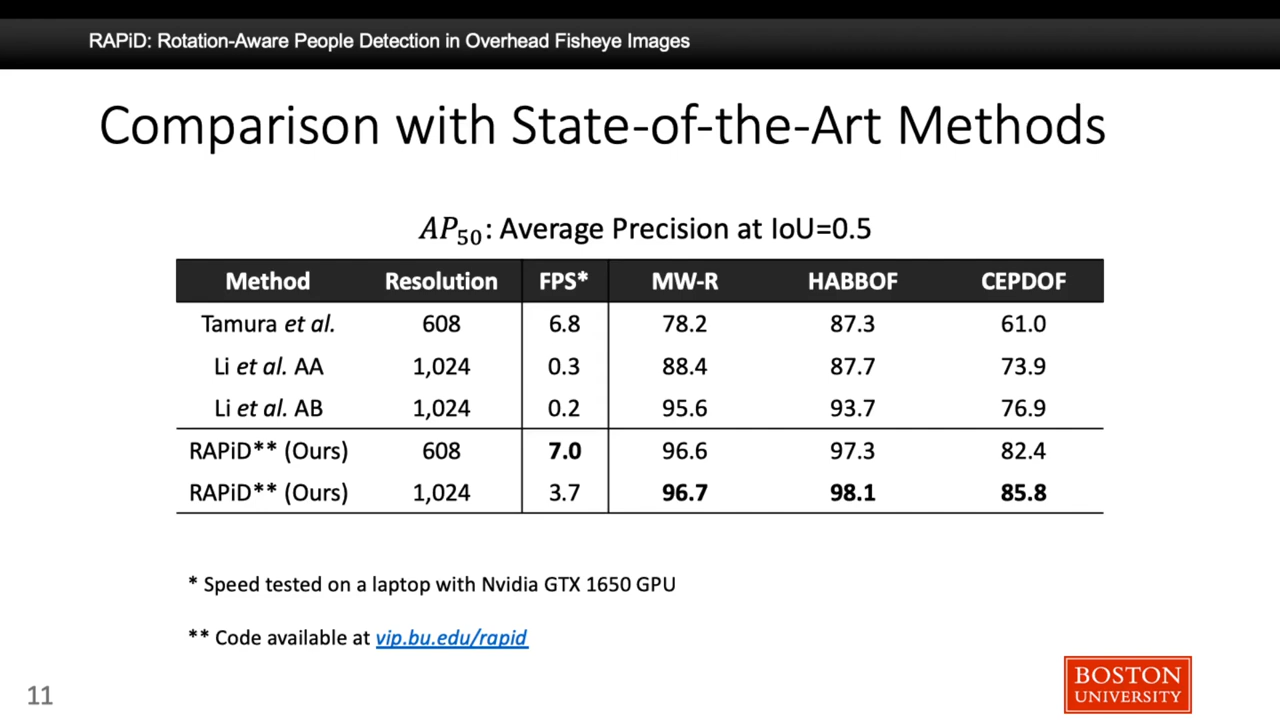 RAPiD: Rotation-Aware People Detection in Overhead Fisheye Images
Comparison with State-of-the-Art Methods
AP50: Average Precision at IoU=0.5
Method Resolution FPS* MW-R HABBOF CEPDOF
Tamura et al. 608 6.8 78.2 87.3 61.0
Li et al. AA 1,024 0.3 88.4 87.7 73.9
Li et al. AB 1,024 0.2 95.6 93.7 76.9
RAPiD** (Ours) 608 7.0 96.6 97.3 82.4
RAPiD** (Ours) 1,024 3.7 96.7 98.1 85.8
* Speed tested on a laptop with Nvidia GTX 1650 GPU
** Code available at vip.bu.edu/rapid
11
BOSTON
UNIVERSITY